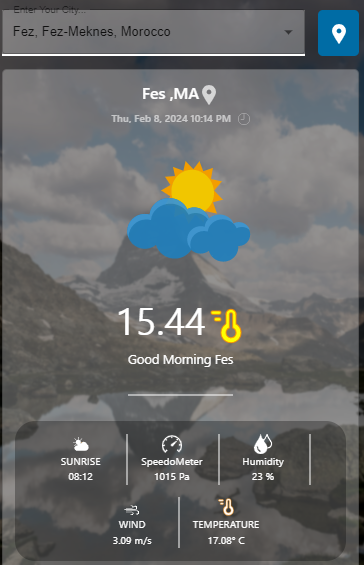 Enter Your City...
Fez, Fez-Meknes, Morocco
Fes ,MA
Thu, Feb 8, 2024 10:14 PM
15.44
Good Morning Fes
SUNRISE
08:12
SpeedoMeter
1015 Pa
Humidity
23 %
WIND
3.09 m/s
TEMPERATURE
17.08° C